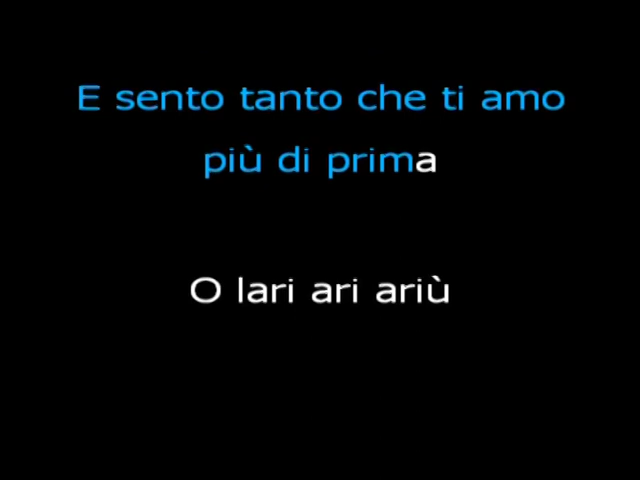 E sento tanto che ti amo
più di prima
O lari ari ariù